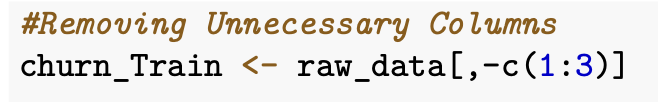 #Removing Unnecessary Columns
churn_Train <- raw_data[,-c(1:3)]